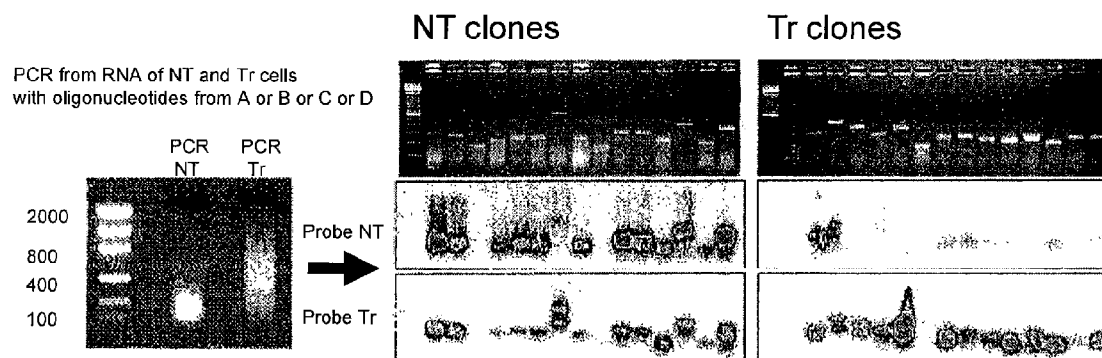 NT clones
Tr clones
PCR from RNA of NT and Tr cells
with oligonucleotides from A or B or C or D
PCR
NT
PCR
Tr
2000
800
400
100
Probe NT
Probe Tr